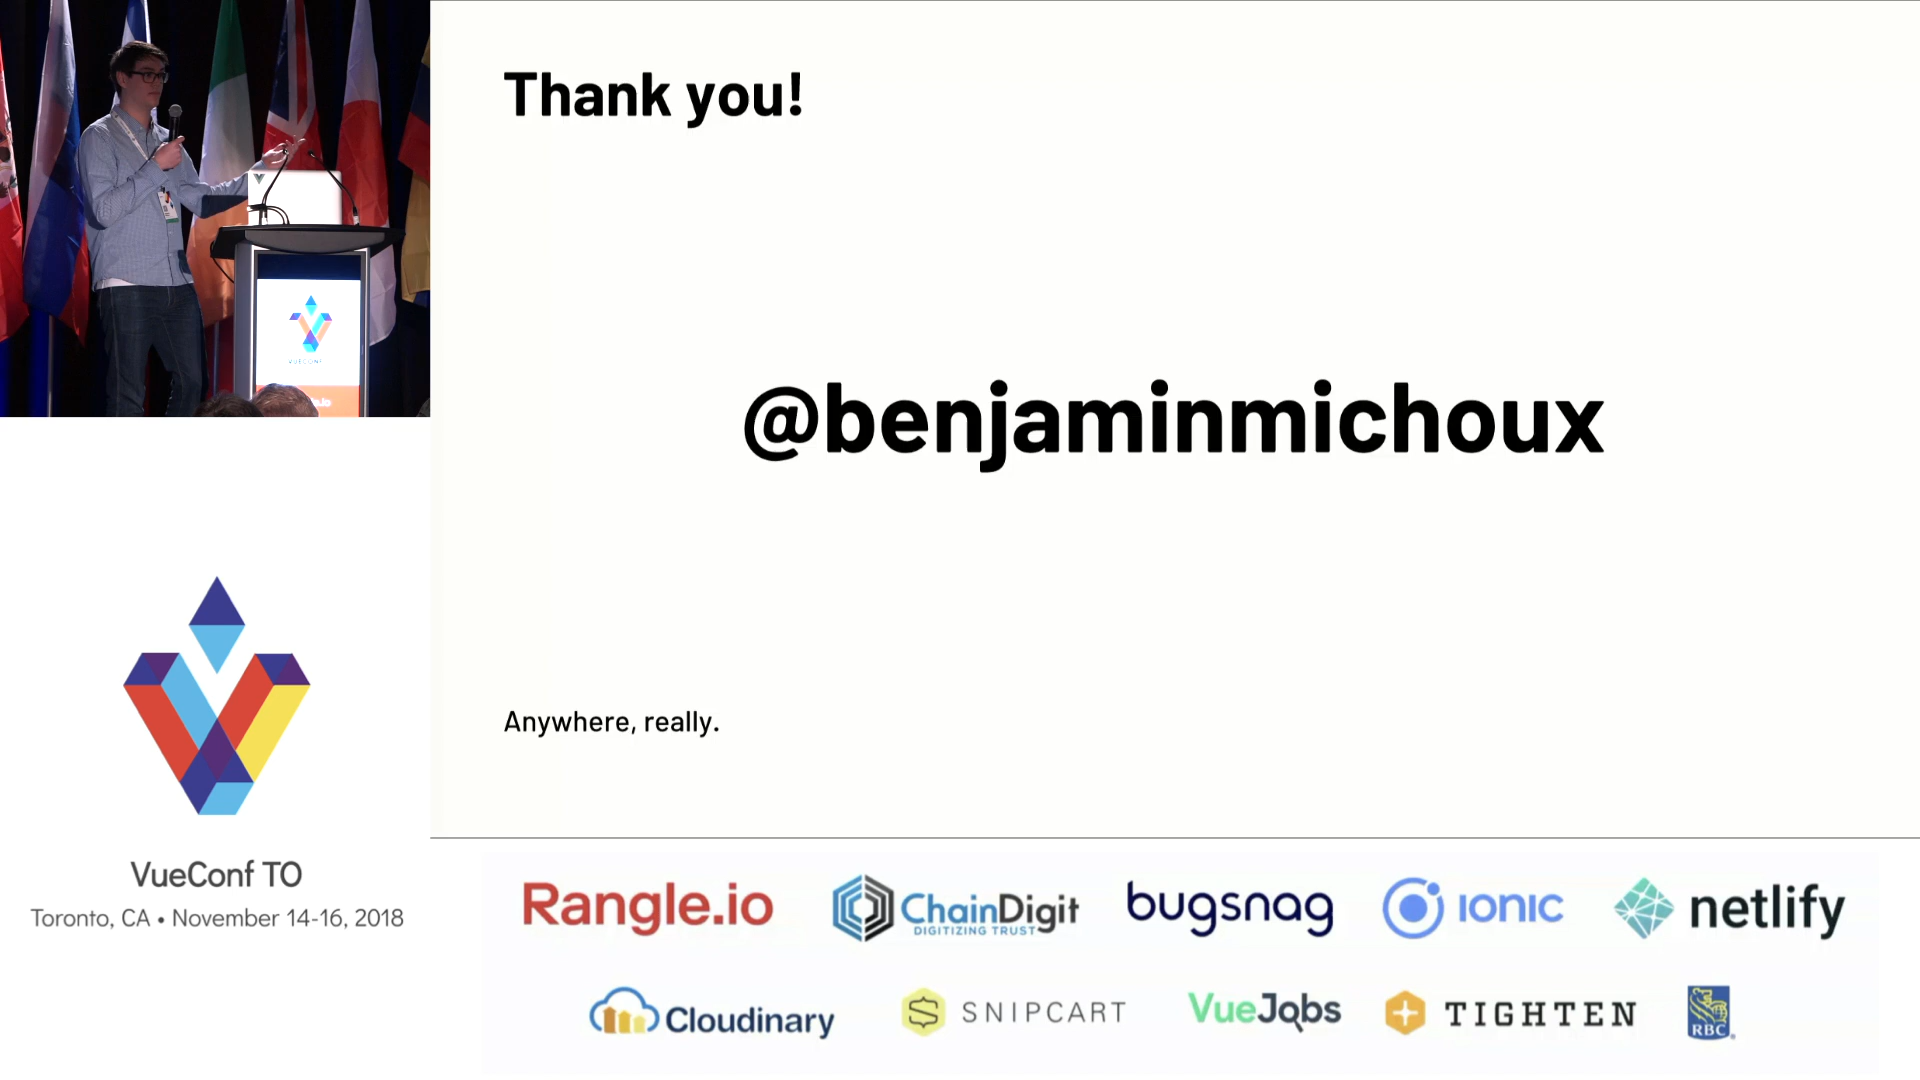 Thank you!
@benjaminmichoux
Anywhere, really.
VUECONF
VueConf TO
Toronto, CA • November 14-16, 2018
Rangle.io
ChainDigit
DIGITIZING TRUST
bugsnag
ionic
netlify
Cloudinary
SNIPCART
VueJobs
TIGHTEN
RBC